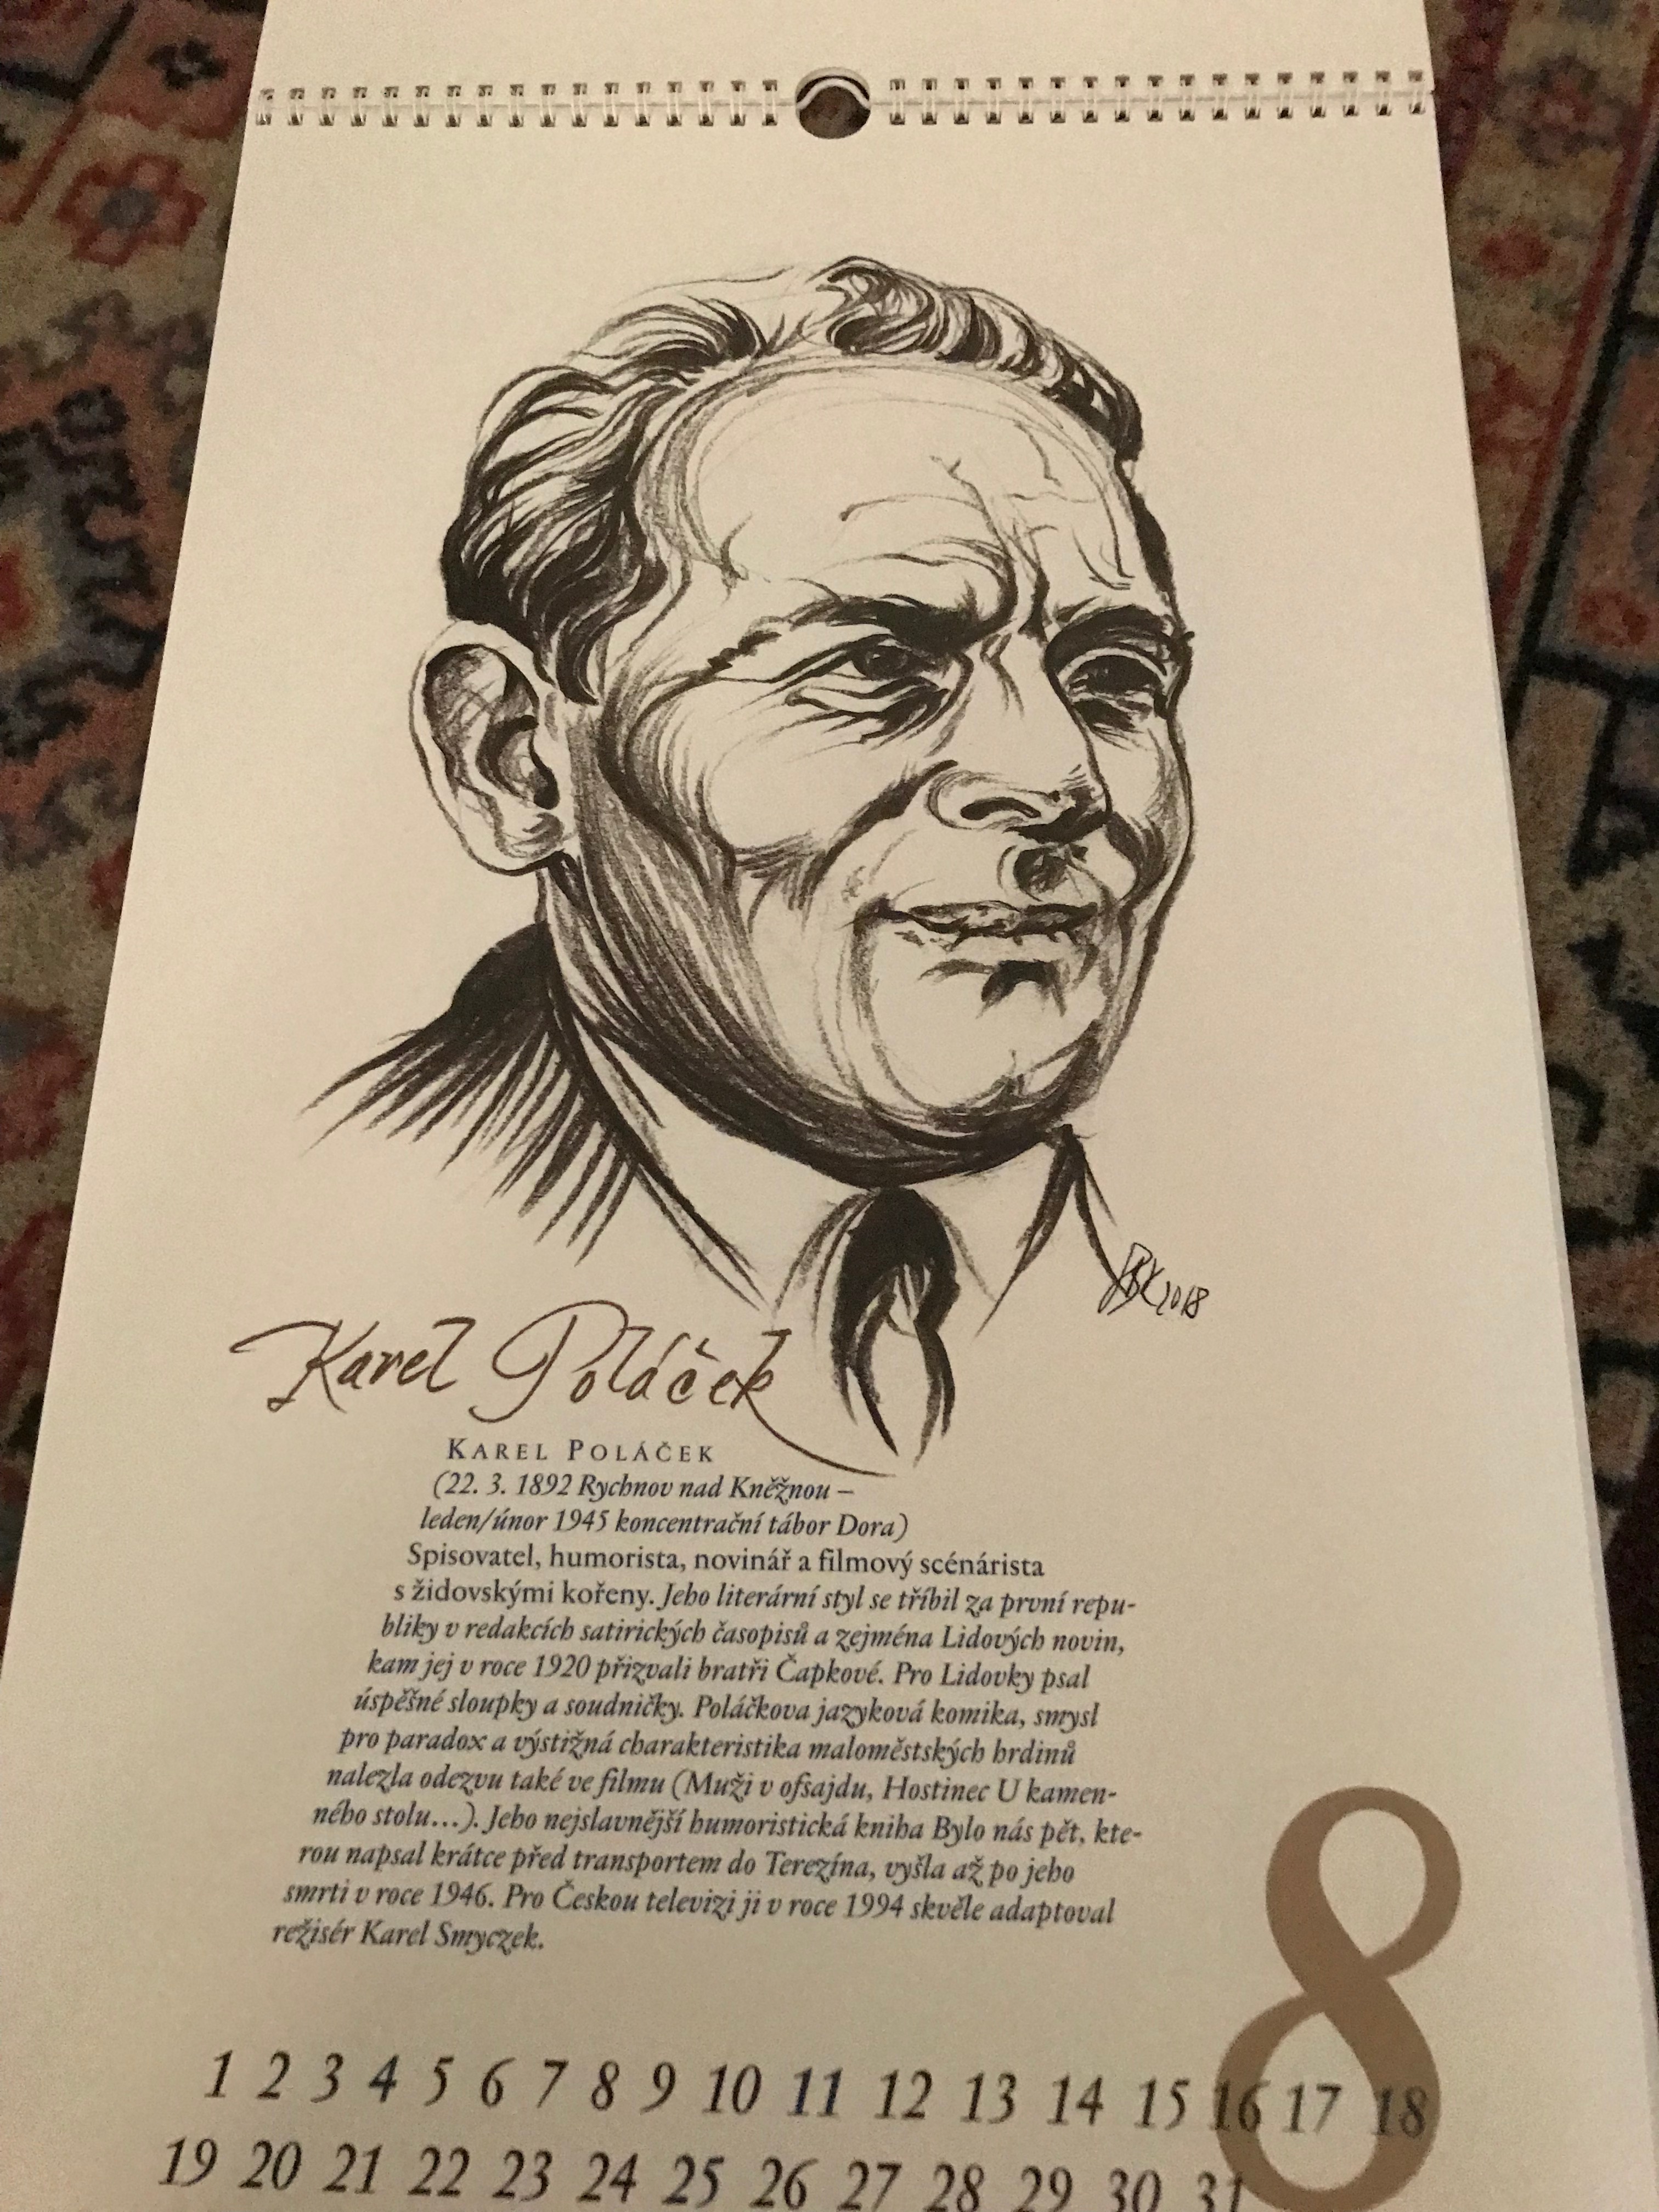 2018
Karel Poláček
KAREL POLÁČEK
(22. 3. 1892 Rychnov nad Kněžnou –
leden/únor 1945 koncentrační tábor Dora)
Spisovatel, humorista, novinář a filmový scénárista
s židovskými kořeny. Jeho literární styl se tříbil za první repu-
bliky v redakcích satirických časopisů a zejména Lidových novin,
kam jej v roce 1920 přizvali bratři Čapkové. Pro Lidovky psal
úspěšné sloupky a soudničky. Poláčkova jazyková komika, smysl
pro paradox a výstižná charakteristika maloměstských hrdinů
nalezla odezvu také ve filmu (Muži v ofsajdu, Hostinec U kamen-
ného stolu...). Jeho nejslavnější humoristická kniha Bylo nás pět, kte-
rou napsal krátce před transportem do Terezína, vyšla až po jeho
smrti v roce 1946. Pro Českou televizi ji v roce 1994 skvěle adaptoval
režisér Karel Smyczek.
8
1 2 3 4 5 6 7 8 9 10 11 12 13 14 15 16 17 18
19 20 21 22 23 24 25 26 27 28 29 30 31